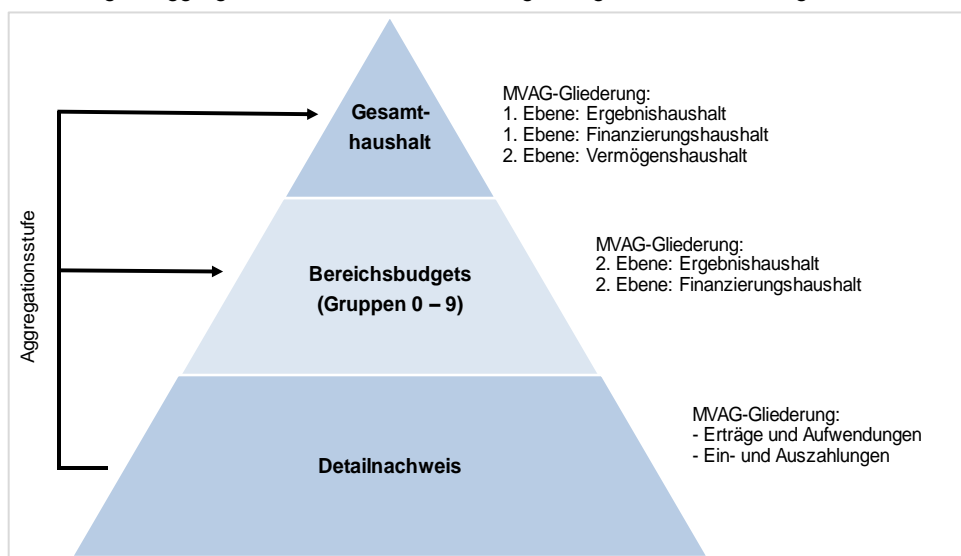 Gesamt-
haushalt
MVAG-Gliederung:
1. Ebene: Ergebnishaushalt
1. Ebene: Finanzierungshaushalt
2. Ebene: Vermögenshaushalt
Aggregationsstufe
Bereichsbudgets
(Gruppen 0 – 9)
MVAG-Gliederung:
2. Ebene: Ergebnishaushalt
2. Ebene: Finanzierungshaushalt
Detailnachweis
MVAG-Gliederung:
- Erträge und Aufwendungen
- Ein- und Auszahlungen